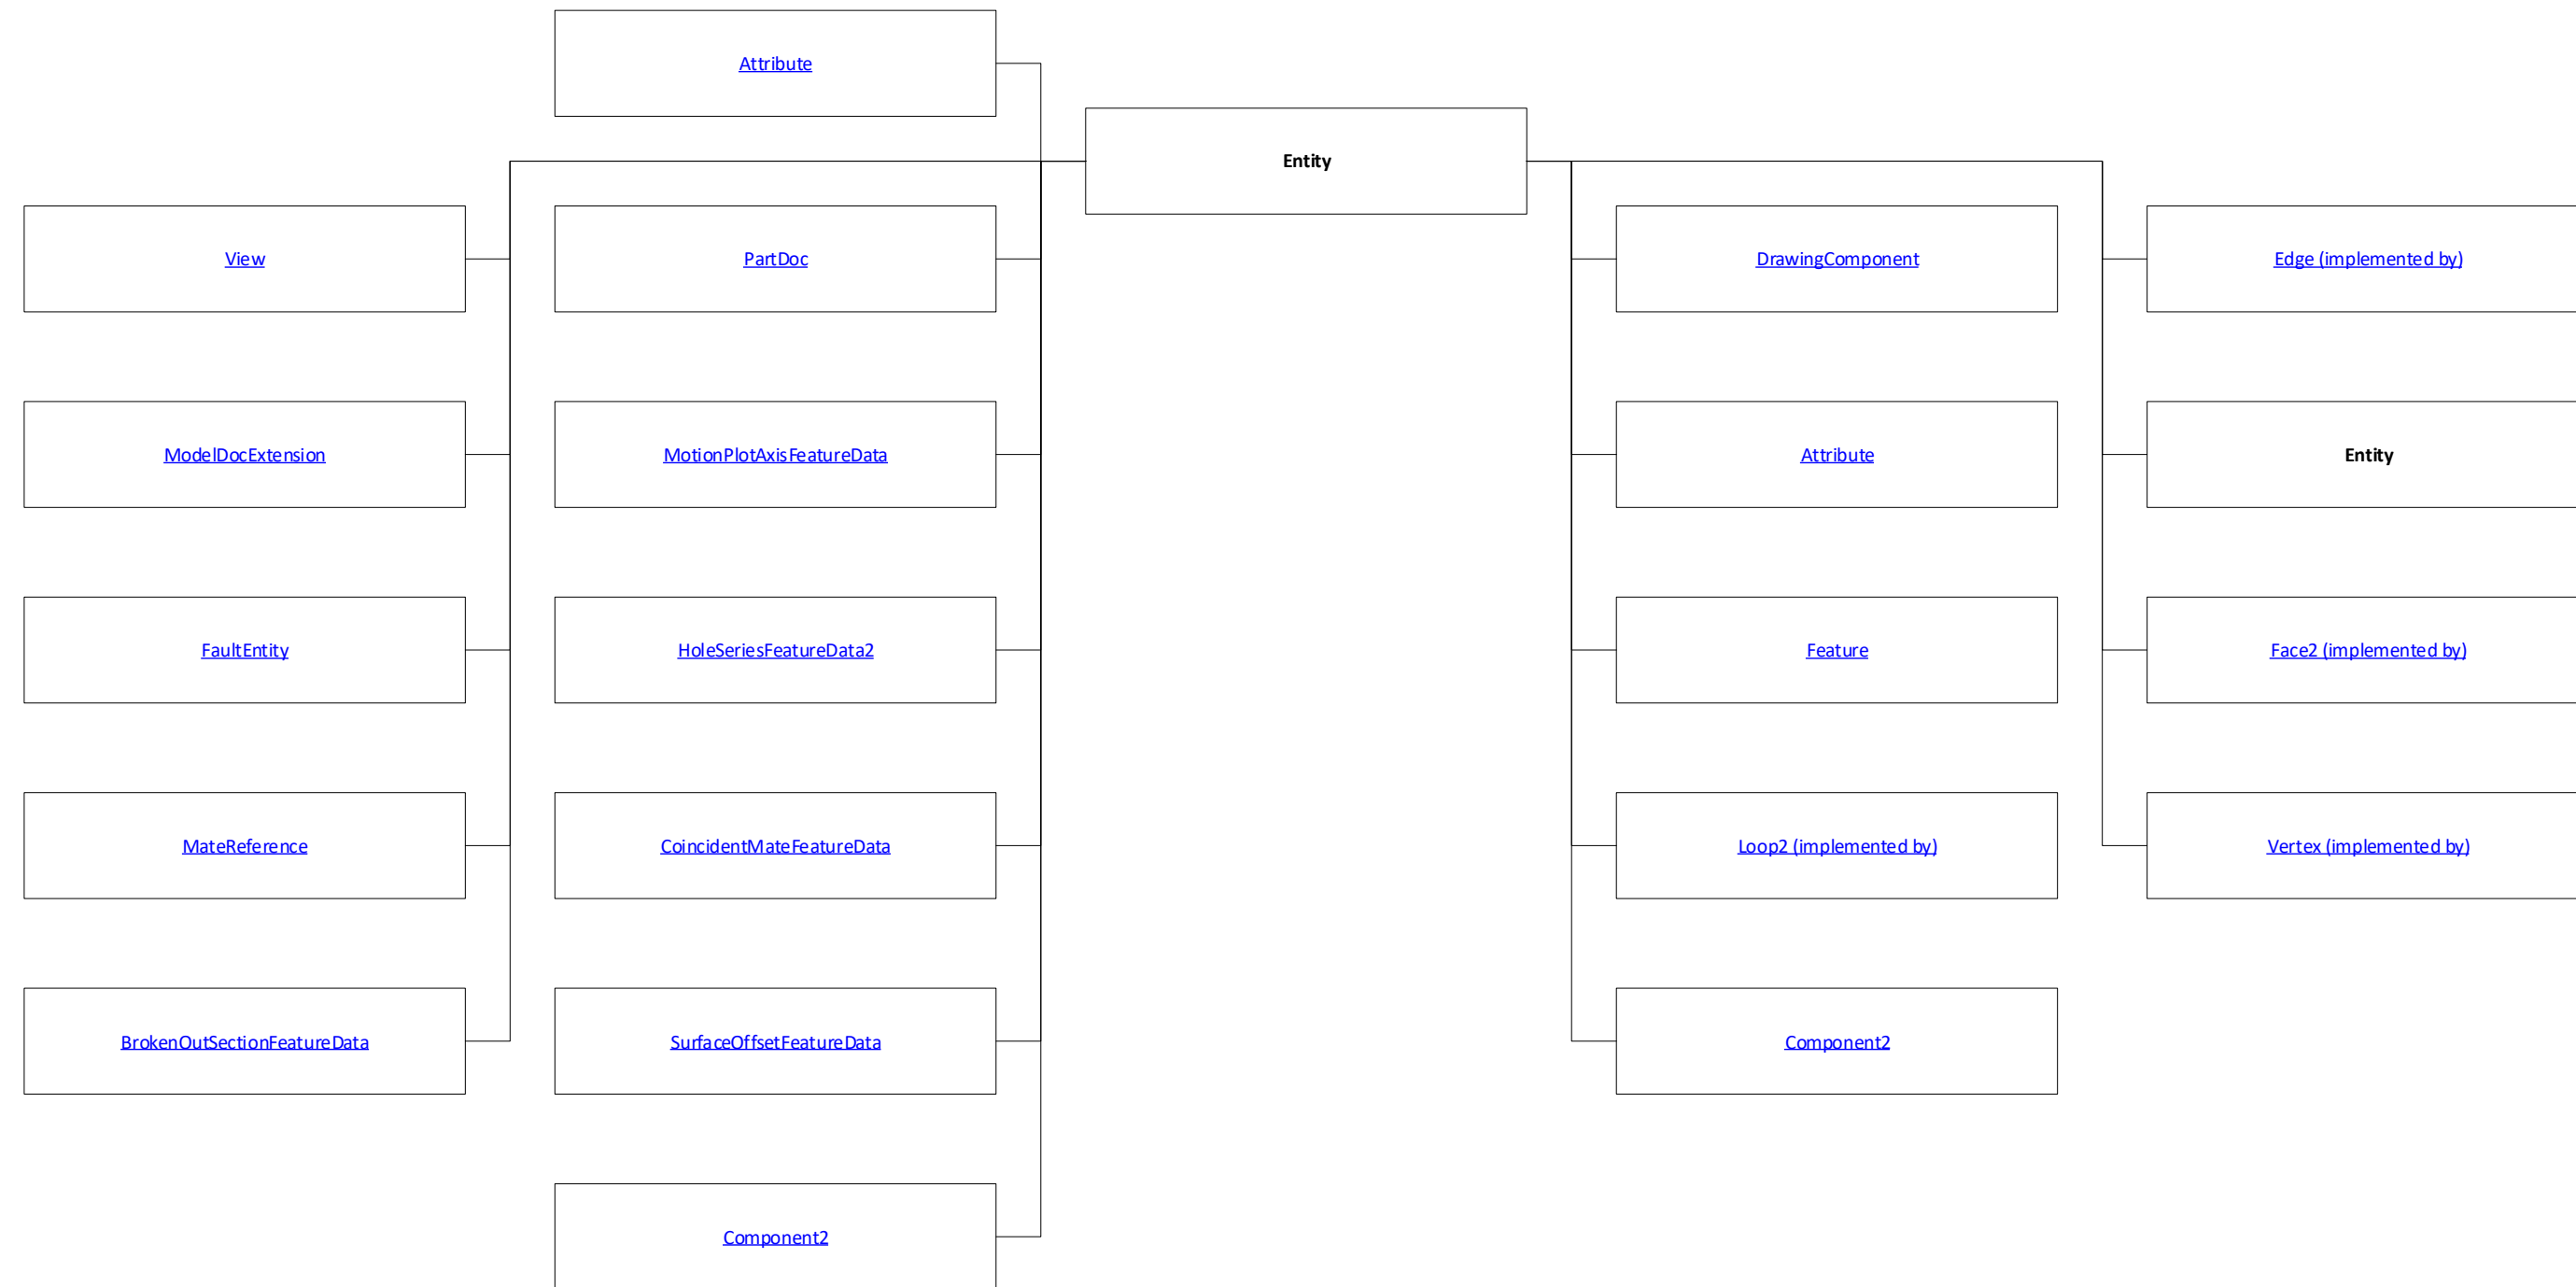 Attribute
Entity
View
PartDoc
DrawingComponent
Edge (implemented by)
ModelDocExtension
MotionPlotAxisFeatureData
Attribute
Entity
FaultEntity
HoleSeriesFeatureData2
Feature
Face2 (implemented by)
MateReference
CoincidentMateFeatureData
Loop2 (implemented by)
Vertex (implemented by)
BrokenOutSectionFeatureData
SurfaceOffsetFeatureData
Component2
Component2